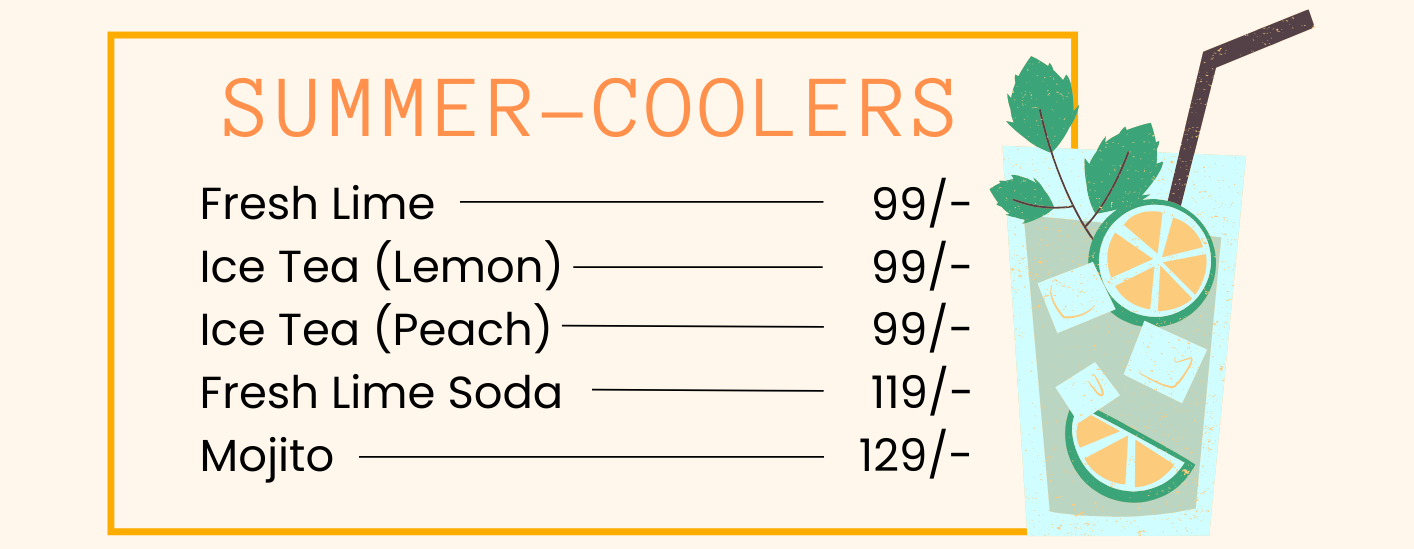 SUMMER-COOLERS
Fresh Lime 99/-
Ice Tea (Lemon) 99/-
Ice Tea (Peach) 99/-
Fresh Lime Soda 119/-
Mojito 129/-